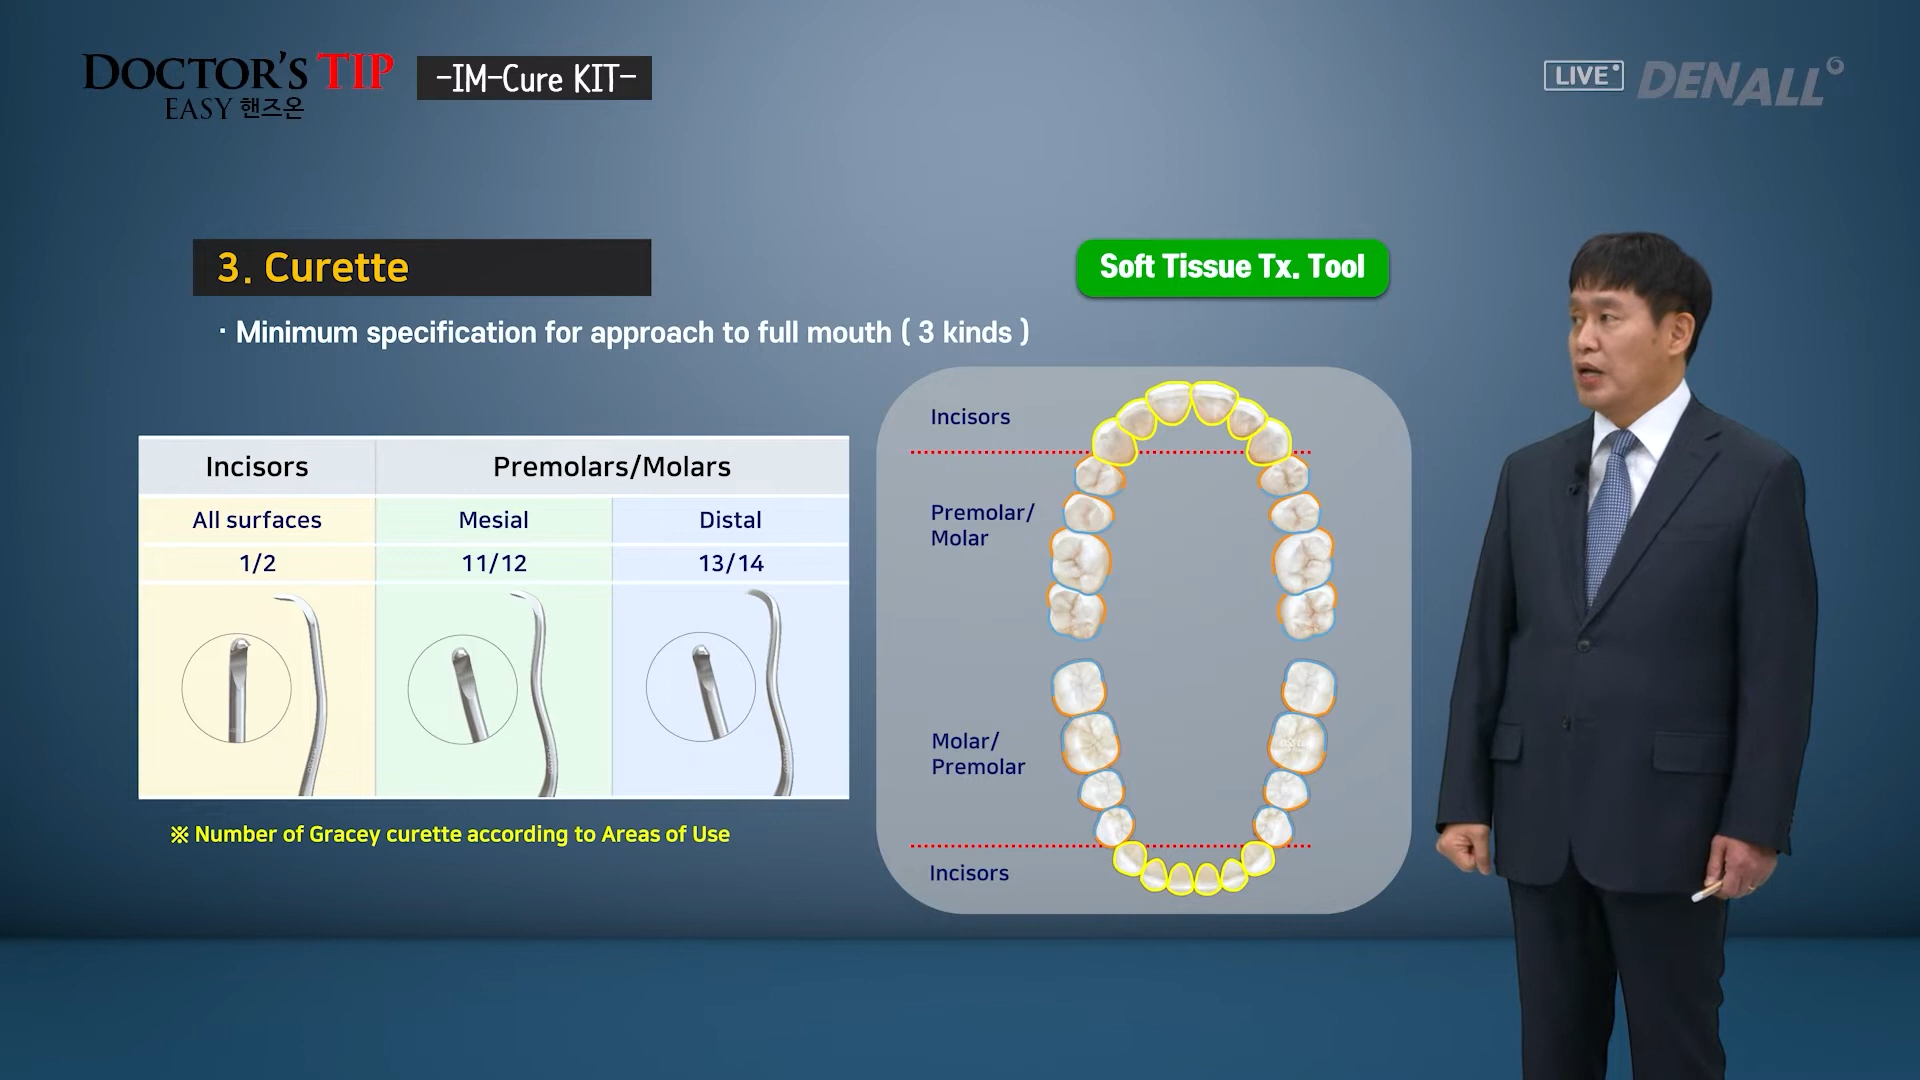 DOCTOR'S TIP
EASY 핸즈온
-IM-Cure KIT-
LIVE DENALL
3. Curette
Soft Tissue Tx. Tool
· Minimum specification for approach to full mouth ( 3 kinds )
Incisors Premolars/Molars
All surfaces Mesial Distal
1/2 11/12 13/14
※ Number of Gracey curette according to Areas of Use
Incisors
Premolar/
Molar
Molar/
Premolar
Incisors